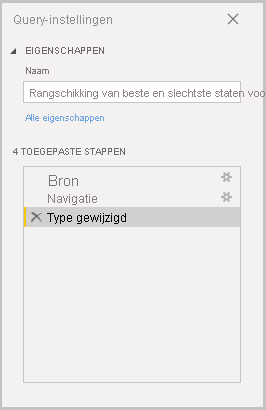 Query-instellingen
EIGENSCHAPPEN
Naam
Rangschikking van beste en slechtste staten voo
Alle eigenschappen
4 TOEGEPASTE STAPPEN
Bron
Navigatie
Type gewijzigd